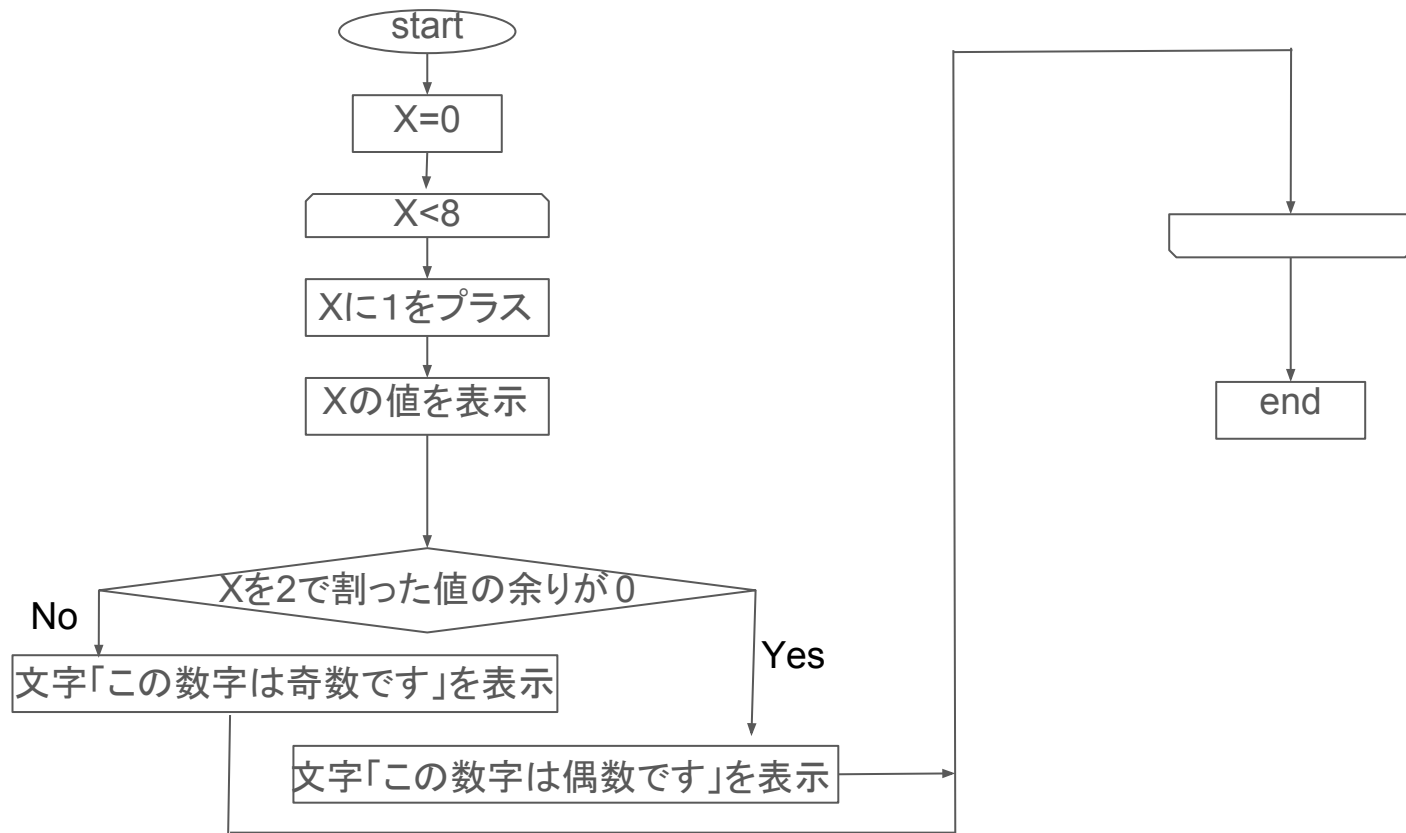 start
X=0
X<8
Xに１をプラス
Xの値を表示
Xを2で割った値の余りが0
No
Yes
文字「この数字は奇数です」を表示
文字「この数字は偶数です」を表示
end